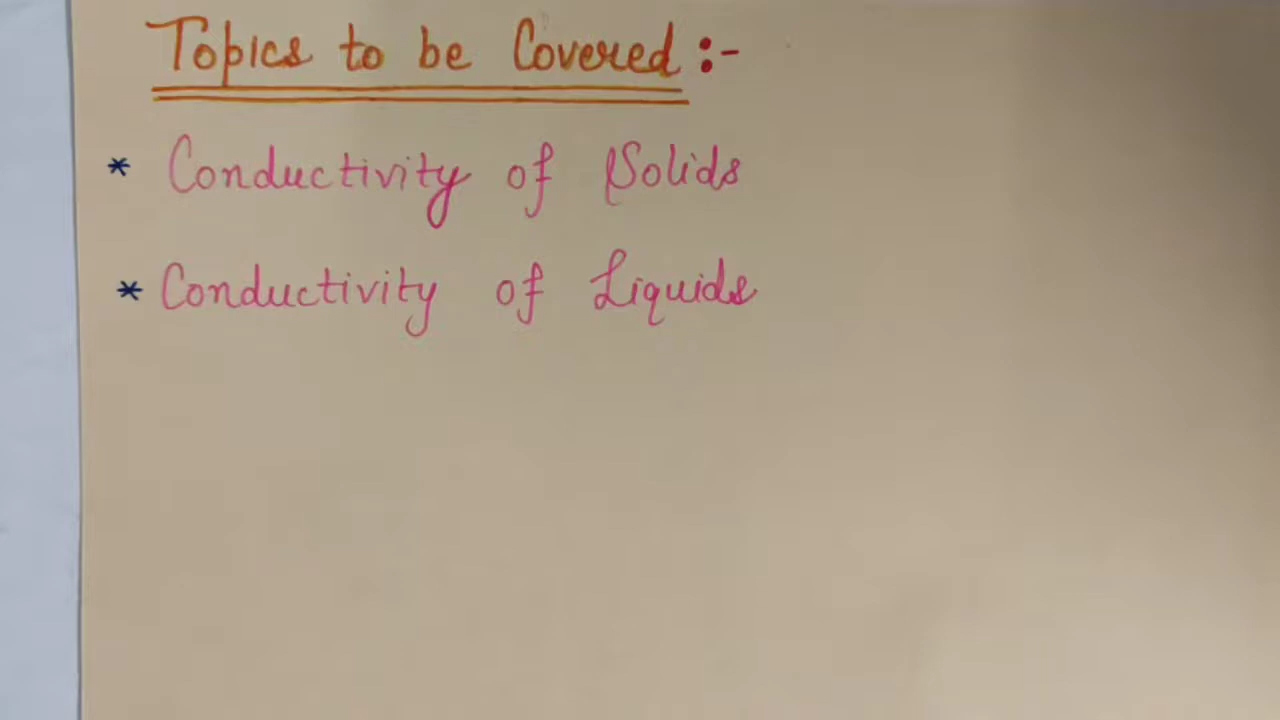 Topics to be Covered :-
* Conductivity of Solids
* Conductivity of Liquids